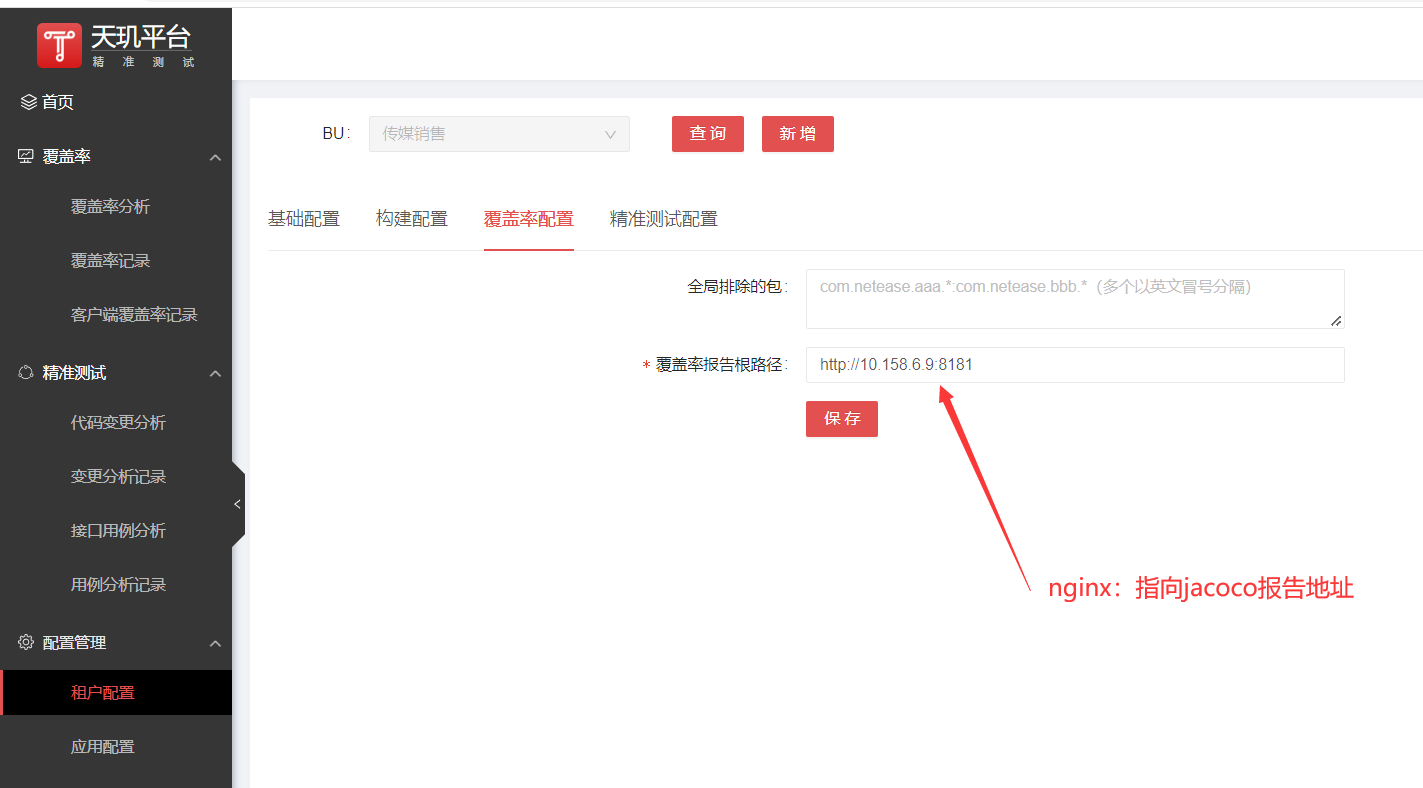 天玑平台
精 准 测 试
首页
覆盖率
覆盖率分析
覆盖率记录
客户端覆盖率记录
精准测试
代码变更分析
变更分析记录
接口用例分析
用例分析记录
配置管理
租户配置
应用配置
BU: 传媒销售 查询 新增
基础配置 构建配置 覆盖率配置 精准测试配置
全局排除的包: com.netease.aaa.*:com.netease.bbb.*（多个以英文冒号分隔）
* 覆盖率报告根路径: http://10.158.6.9:8181
保存
nginx：指向jacoco报告地址